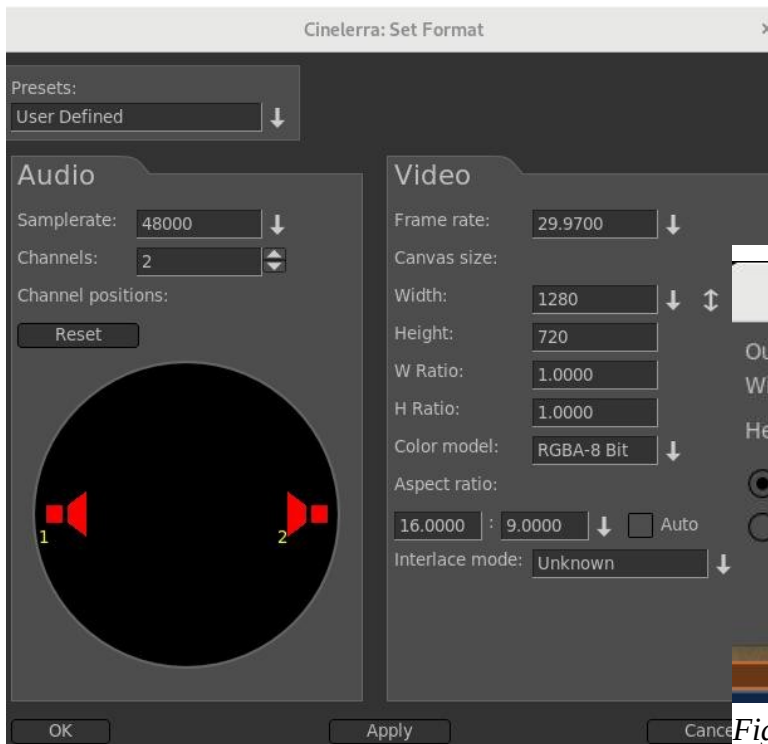 Cinelerra: Set Format
Presets:
User Defined
Audio
Samplerate: 48000
Channels: 2
Channel positions:
Reset
1
2
Video
Frame rate: 29.9700
Canvas size:
Width: 1280
Height: 720
W Ratio: 1.0000
H Ratio: 1.0000
Color model: RGBA-8 Bit
Aspect ratio:
16.0000 : 9.0000 Auto
Interlace mode: Unknown
OK
Apply